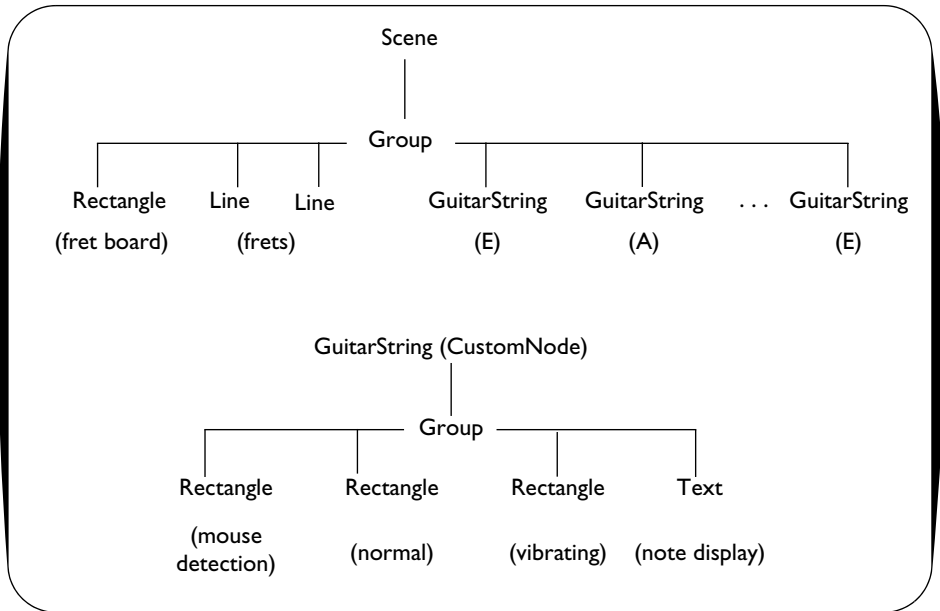 Scene
Group
Rectangle Line Line GuitarString GuitarString . . . GuitarString
(fret board) (frets) (E) (A) (E)
GuitarString (CustomNode)
Group
Rectangle Rectangle Rectangle Text
(mouse
detection) (normal) (vibrating) (note display)